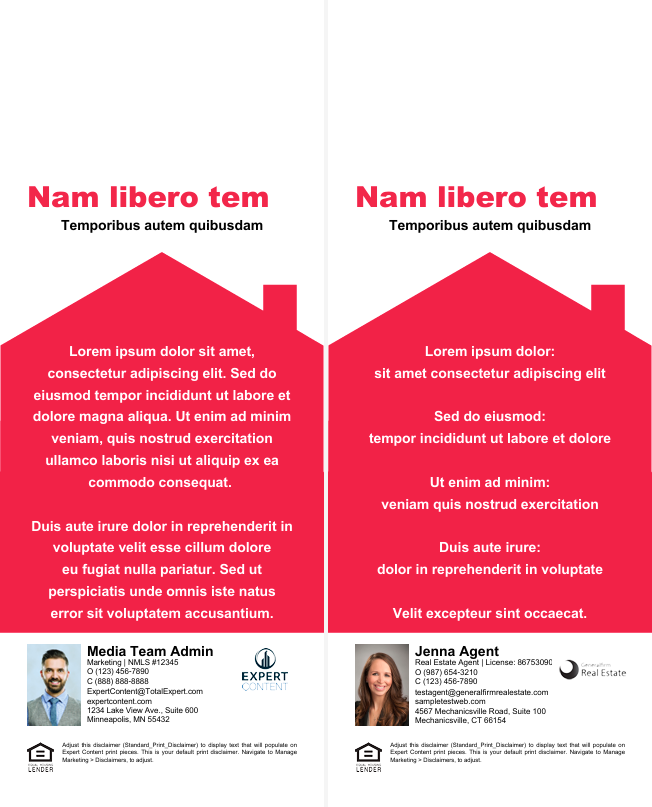 Nam libero tem
Temporibus autem quibusdam
Lorem ipsum dolor sit amet,
consectetur adipiscing elit. Sed do
eiusmod tempor incididunt ut labore et
dolore magna aliqua. Ut enim ad minim
veniam, quis nostrud exercitation
ullamco laboris nisi ut aliquip ex ea
commodo consequat.
Duis aute irure dolor in reprehenderit in
voluptate velit esse cillum dolore
eu fugiat nulla pariatur. Sed ut
perspiciatis unde omnis iste natus
error sit voluptatem accusantium.
Media Team Admin
Marketing | NMLS #12345
O (123) 456-7890
C (888) 888-8888
ExpertContent@TotalExpert.com
expertcontent.com
1234 Lake View Ave., Suite 600
Minneapolis, MN 55432
EXPERT
CONTENT
EQUAL HOUSING
LENDER
Adjust this disclaimer (Standard_Print_Disclaimer) to display text that will populate on
Expert Content print pieces. This is your default print disclaimer. Navigate to Manage
Marketing > Disclaimers, to adjust.
Nam libero tem
Temporibus autem quibusdam
Lorem ipsum dolor:
sit amet consectetur adipiscing elit
Sed do eiusmod:
tempor incididunt ut labore et dolore
Ut enim ad minim:
veniam quis nostrud exercitation
Duis aute irure:
dolor in reprehenderit in voluptate
Velit excepteur sint occaecat.
Jenna Agent
Real Estate Agent | License: 86753090
O (987) 654-3210
C (123) 456-7890
testagent@generalfirmrealestate.com
sampletestweb.com
4567 Mechanicsville Road, Suite 100
Mechanicsville, CT 66154
GeneralFirm
Real Estate
EQUAL HOUSING
LENDER
Adjust this disclaimer (Standard_Print_Disclaimer) to display text that will populate on
Expert Content print pieces. This is your default print disclaimer. Navigate to Manage
Marketing > Disclaimers, to adjust.